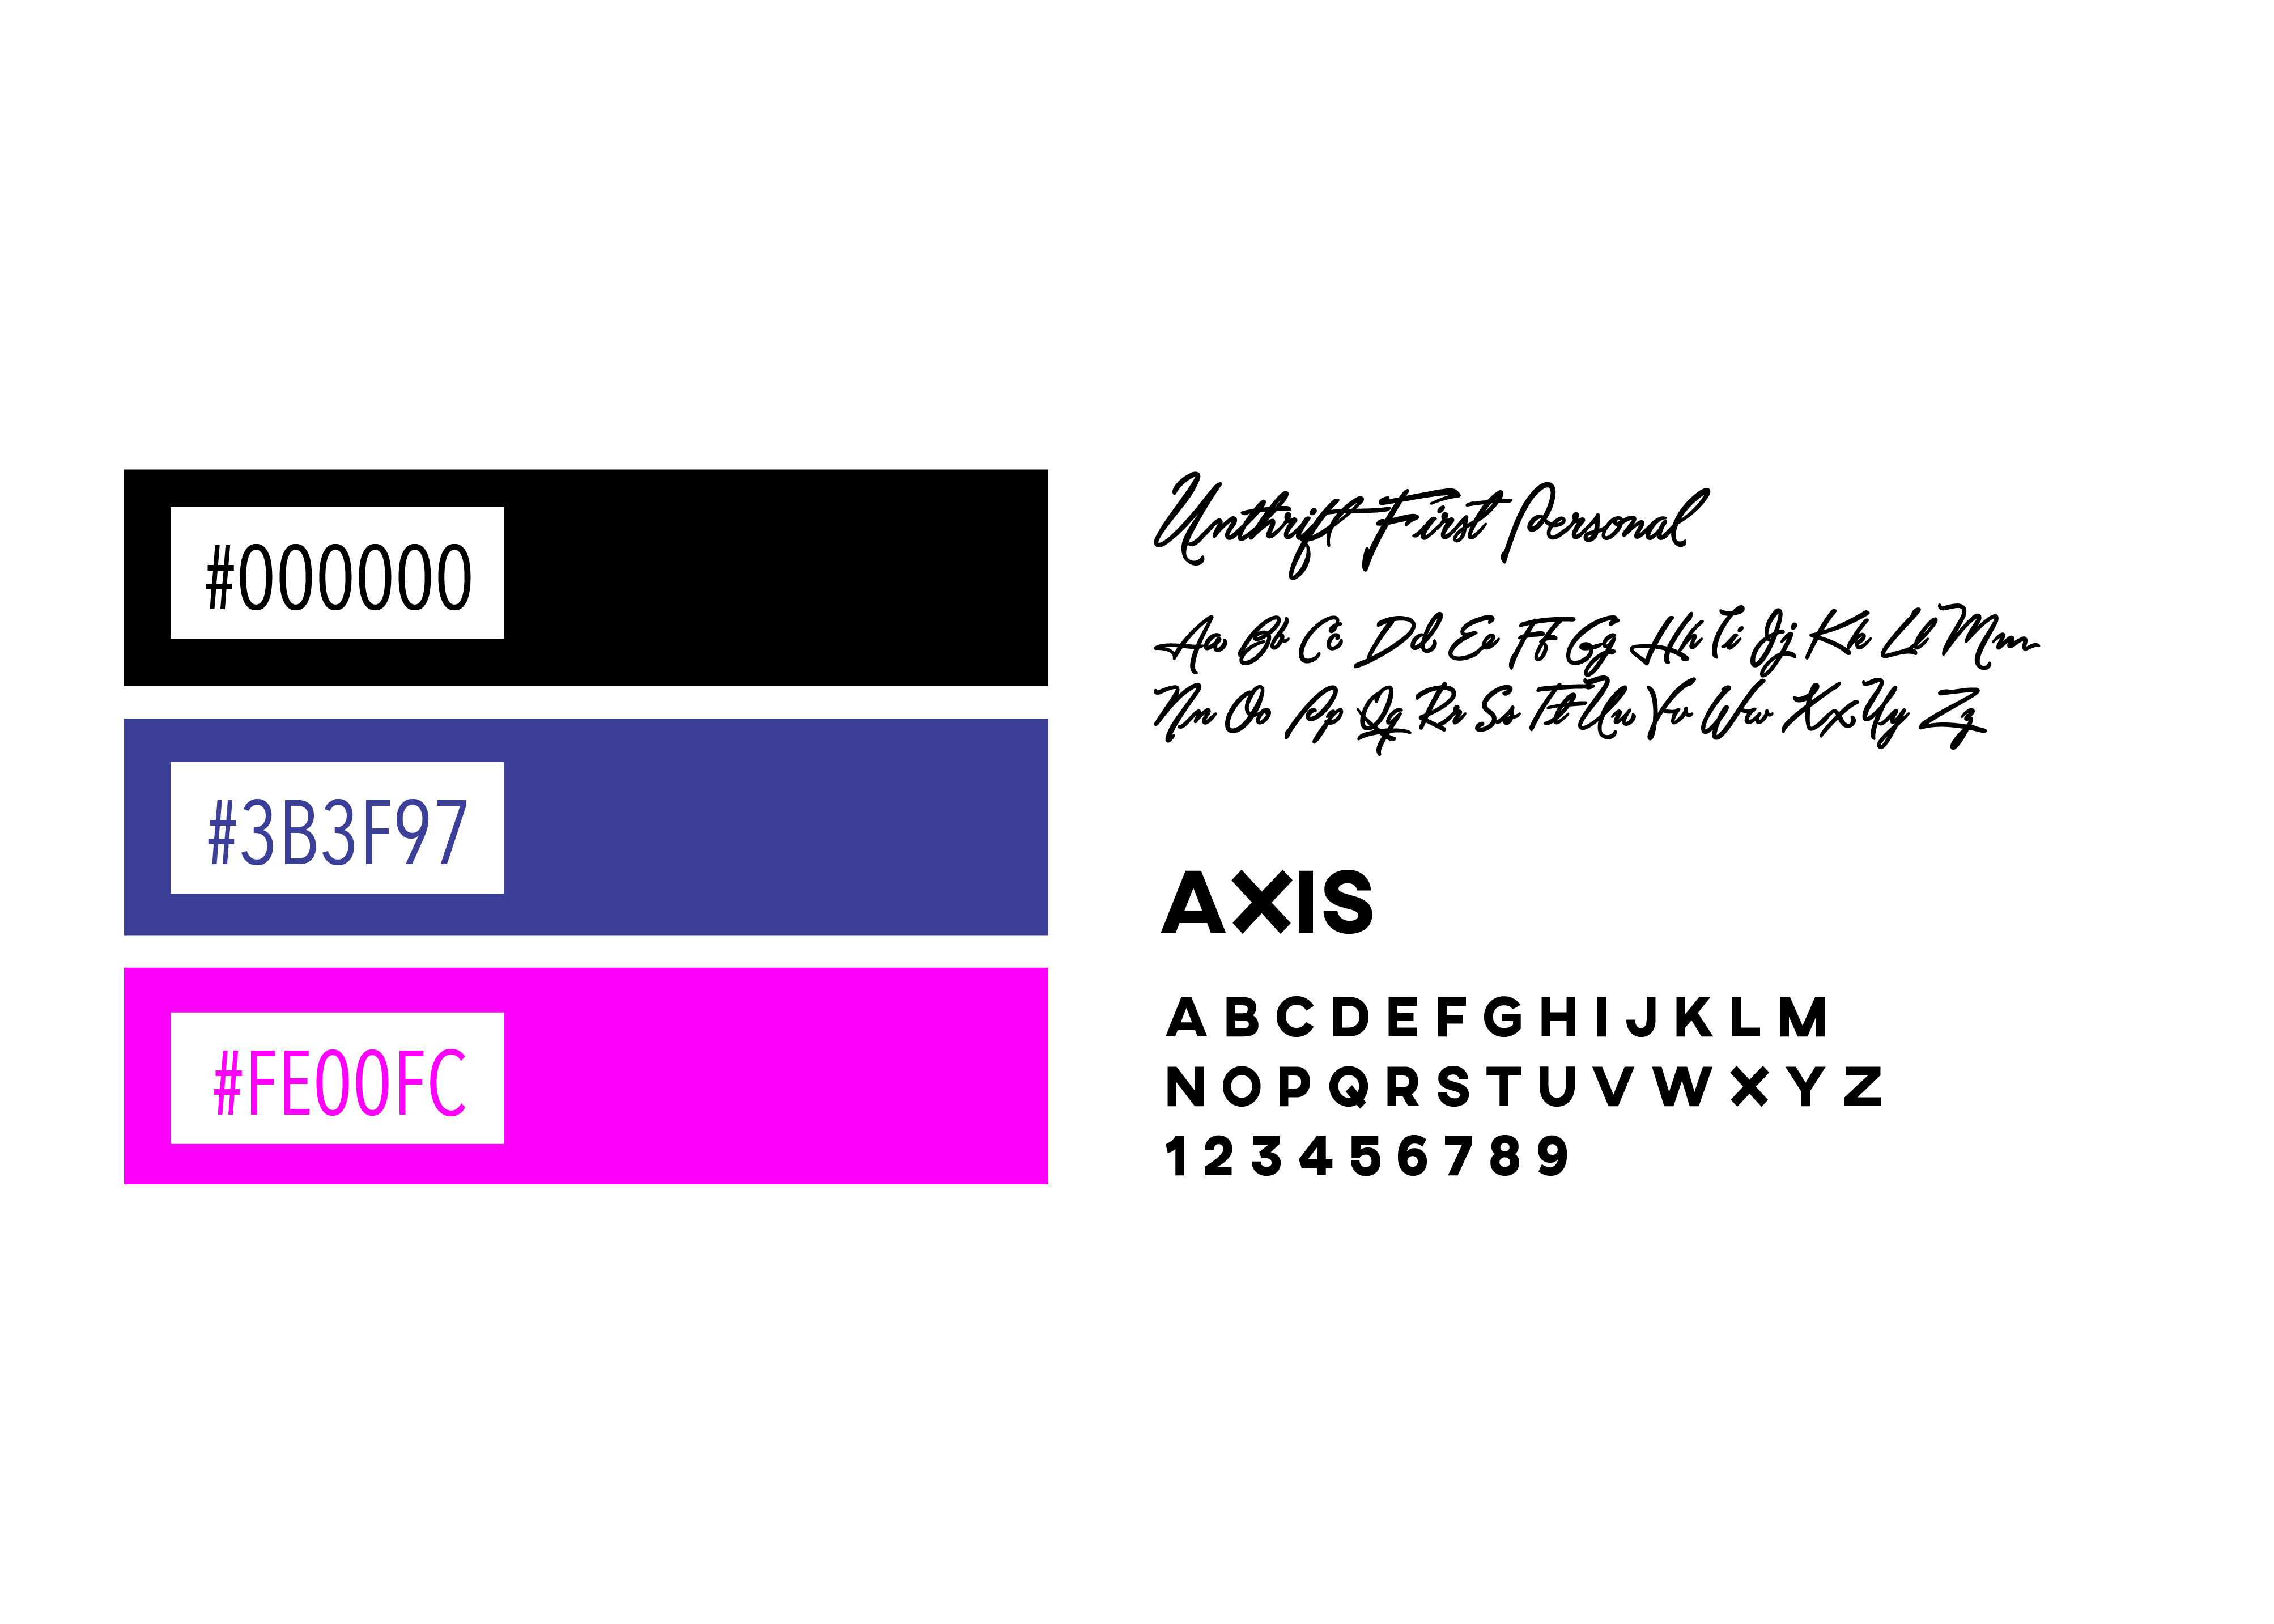 #000000
#3B3F97
#FE00FC
Unthrift First Personal
Aa Bb Cc Dd Ee Ff Gg Hh Ii Jj Kk Ll Mm
Nn Oo Pp Qq Rr Ss Tt Uu Vv Ww Xx Yy Zz
AXIS
A B C D E F G H I J K L M
N O P Q R S T U V W X Y Z
1 2 3 4 5 6 7 8 9